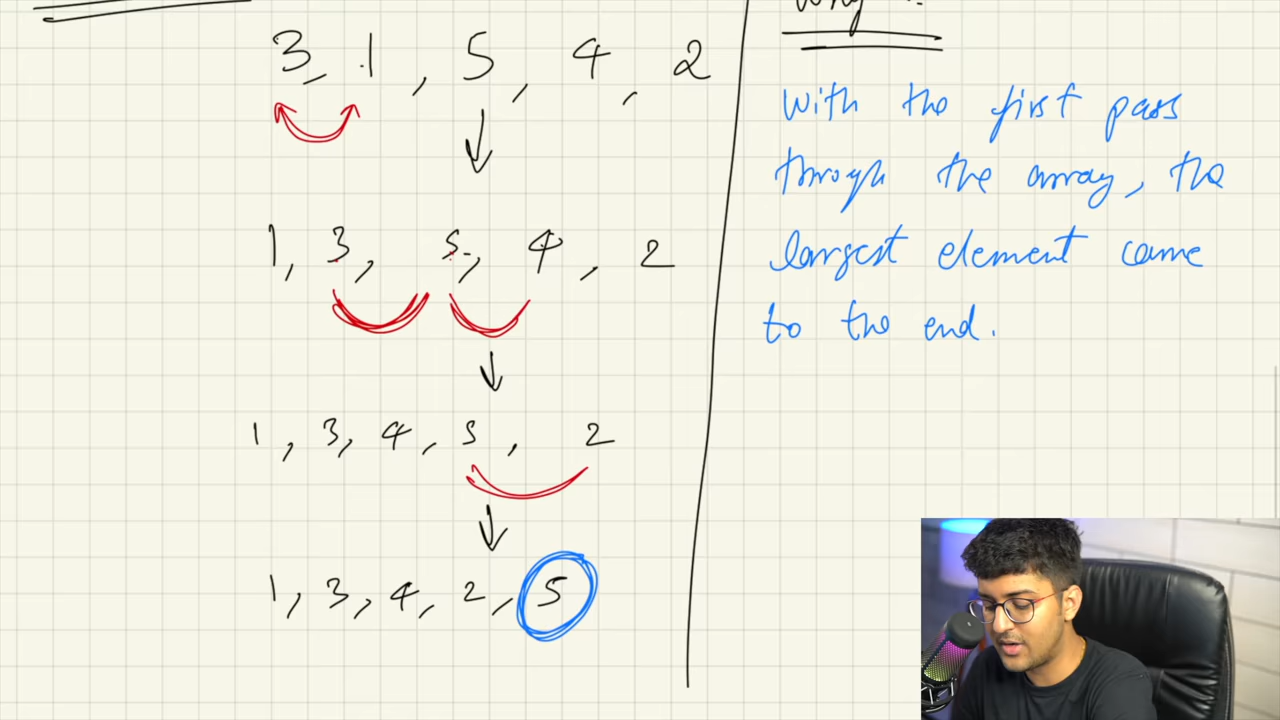 3, 1, 5, 4, 2
1, 3, 5, 4, 2
1, 3, 4, 5, 2
1, 3, 4, 2, 5
Why
With the first pass
through the array, the
largest element came
to the end.